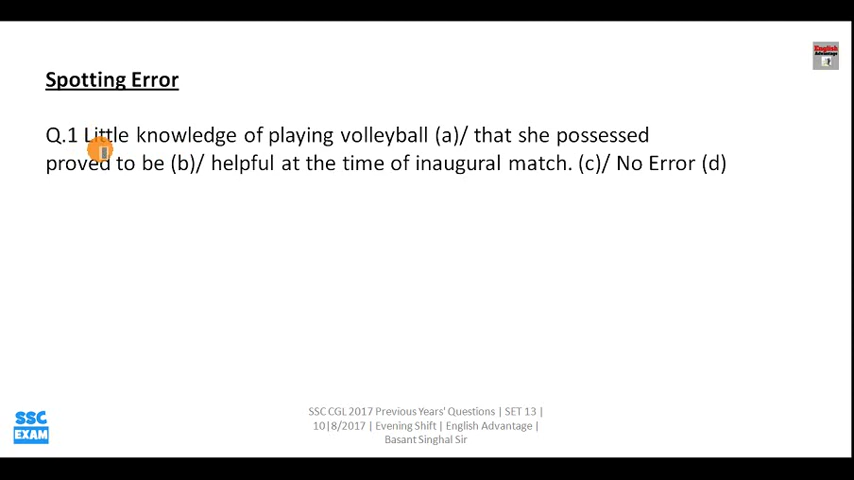 English
Advantage
Spotting Error
Q.1 Little knowledge of playing volleyball (a)/ that she possessed
proved to be (b)/ helpful at the time of inaugural match. (c)/ No Error (d)
SSC
EXAM
SSC CGL 2017 Previous Years' Questions | SET 13 |
10|8/2017 | Evening Shift | English Advantage |
Basant Singhal Sir